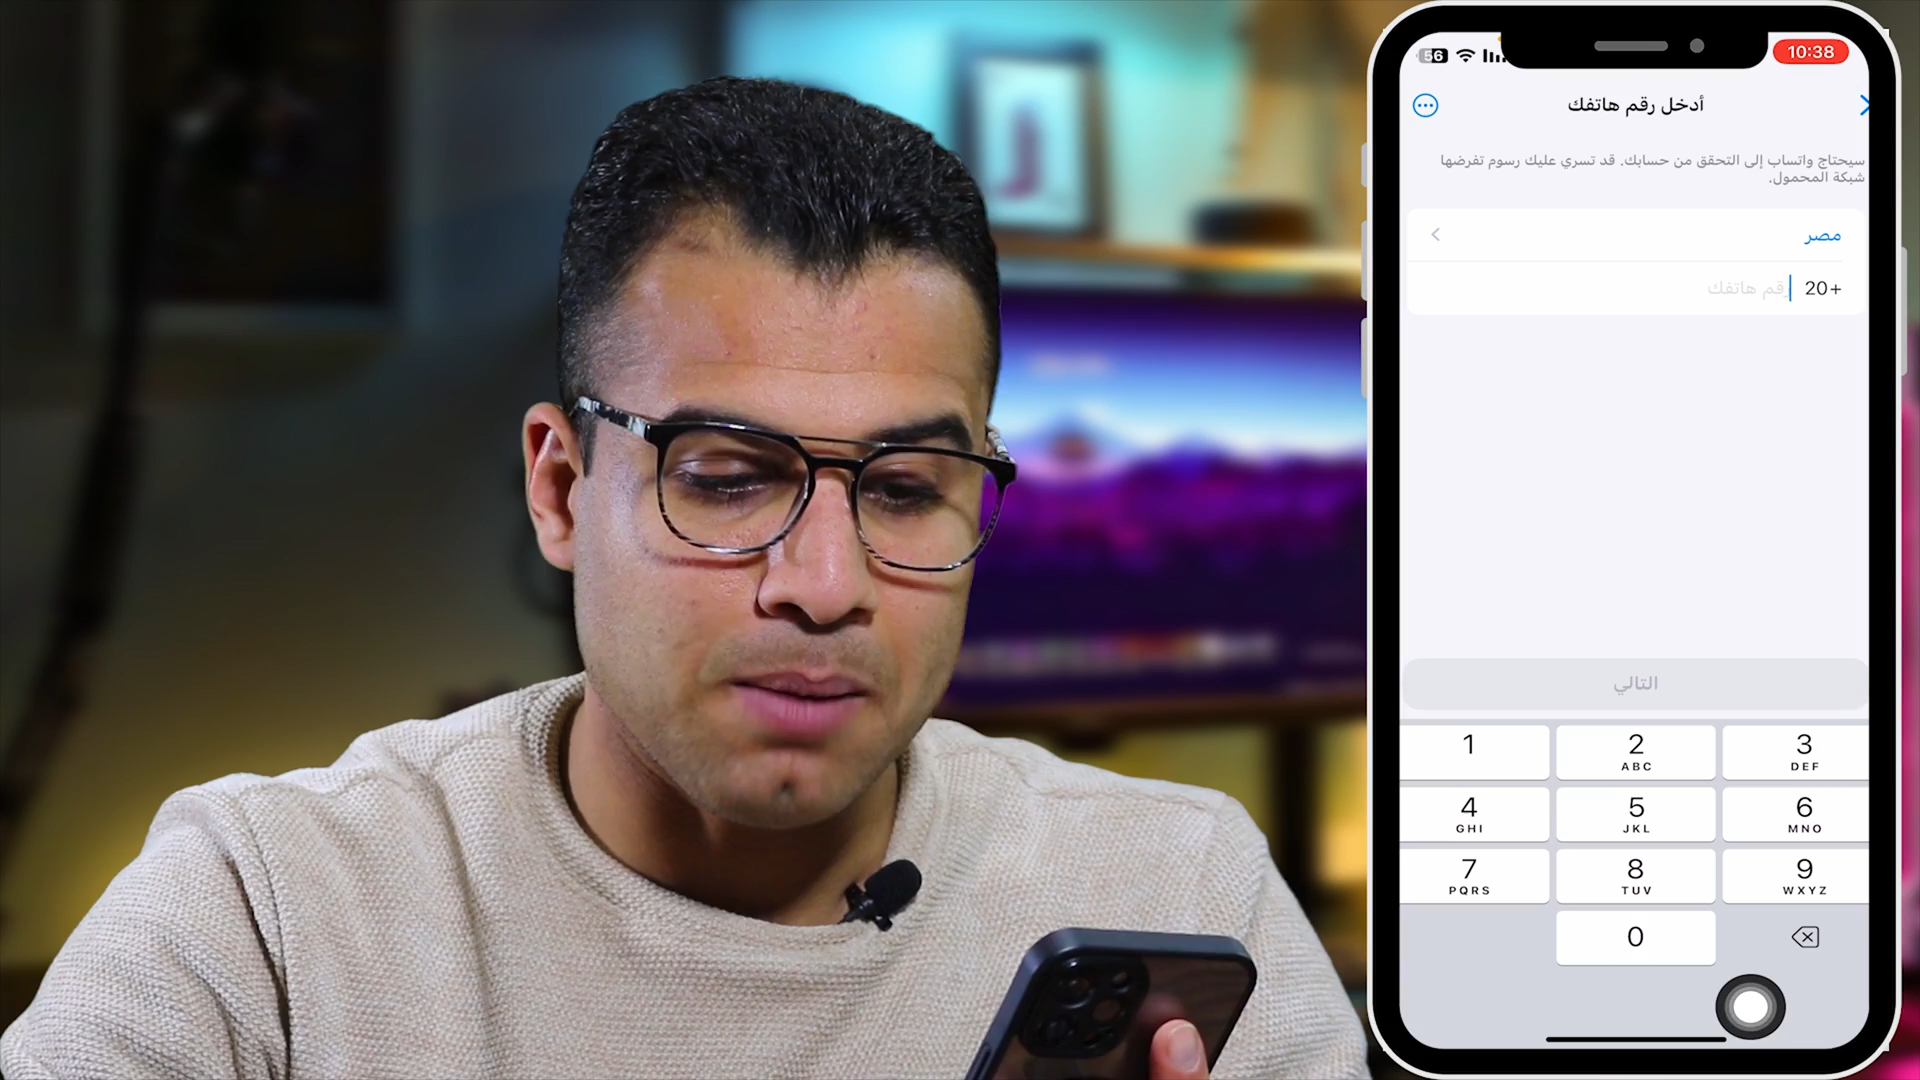 56
10:38
أدخل رقم هاتفك
سيحتاج واتساب إلى التحقق من حسابك. قد تسري عليك رسوم تفرضها
شبكة المحمول.
مصر
20+ رقم هاتفك
التالي
1
2 ABC
3 DEF
4 GHI
5 JKL
6 MNO
7 PQRS
8 TUV
9 WXYZ
0